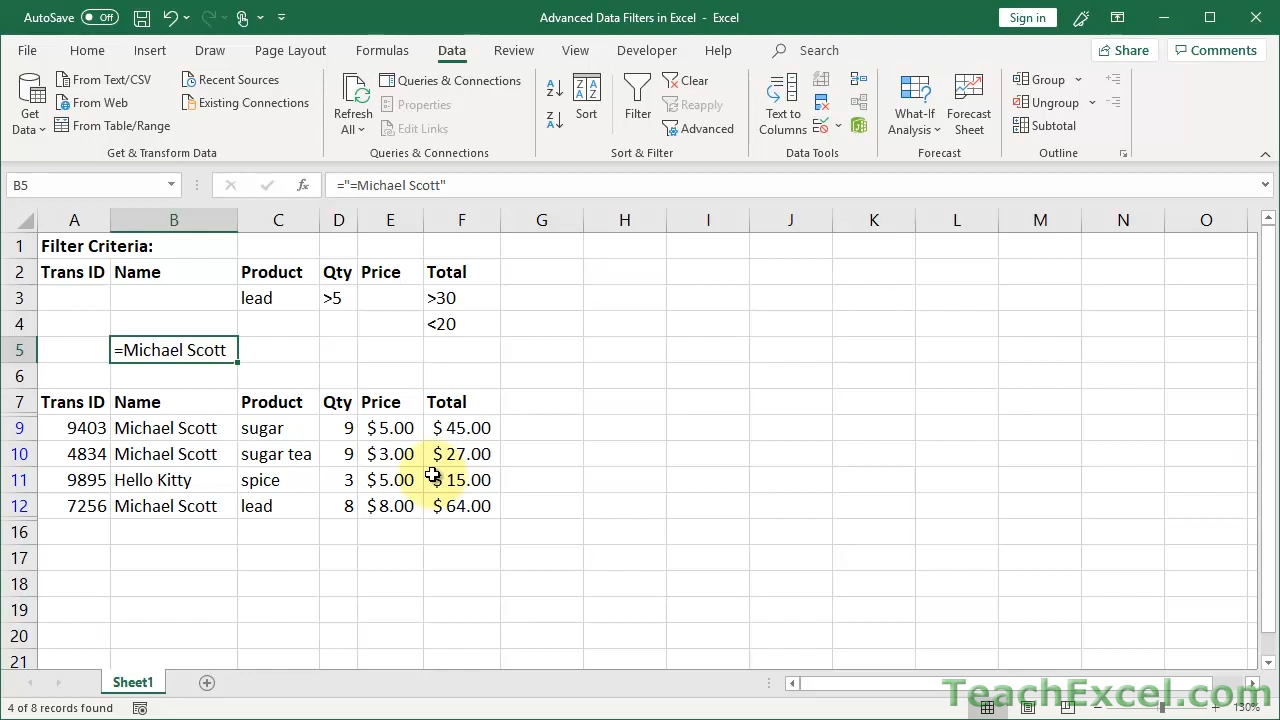 AutoSave Off
Advanced Data Filters in Excel - Excel
Sign in
File Home Insert Draw Page Layout Formulas Data Review View Developer Help Search Share Comments
Get Data
From Text/CSV
From Web
From Table/Range
Recent Sources
Existing Connections
Get & Transform Data
Refresh All
Queries & Connections
Properties
Edit Links
Queries & Connections
Sort
Filter
Clear
Reapply
Advanced
Sort & Filter
Text to Columns
Data Tools
What-If Analysis
Forecast Sheet
Forecast
Group
Ungroup
Subtotal
Outline
B5 fx ="=Michael Scott"
A B C D E F G H I J K L M N O
1 Filter Criteria:
2 Trans ID Name Product Qty Price Total
3 lead >5 >30
4 <20
5 =Michael Scott
6
7 Trans ID Name Product Qty Price Total
9 9403 Michael Scott sugar 9 $ 5.00 $ 45.00
10 4834 Michael Scott sugar tea 9 $ 3.00 $ 27.00
11 9895 Hello Kitty spice 3 $ 5.00 $ 15.00
12 7256 Michael Scott lead 8 $ 8.00 $ 64.00
16
17
18
19
20
21
Sheet1
4 of 8 records found
130%
TeachExcel.com